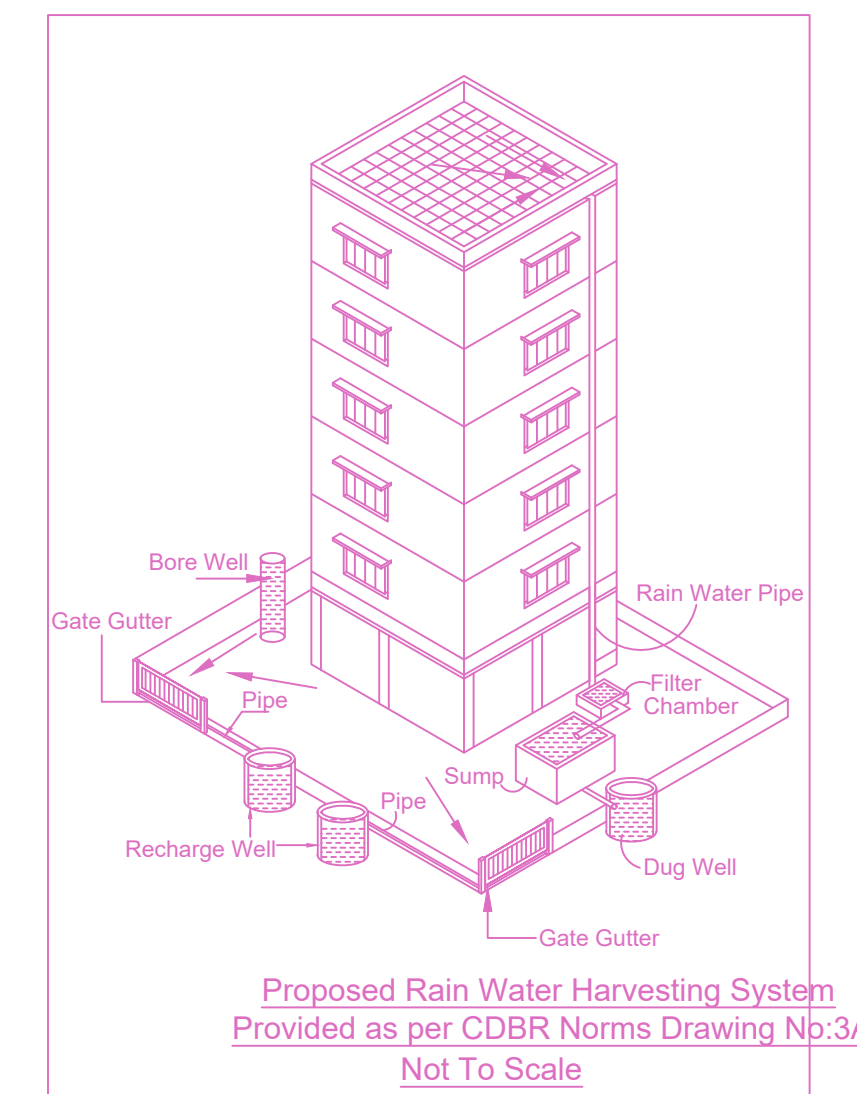 Bore Well
Rain Water Pipe
Gate Gutter
Filter
Chamber
Pipe
Sump
Pipe
Recharge Well
Dug Well
Gate Gutter
Proposed Rain Water Harvesting System
Provided as per CDBR Norms Drawing No:3A
Not To Scale